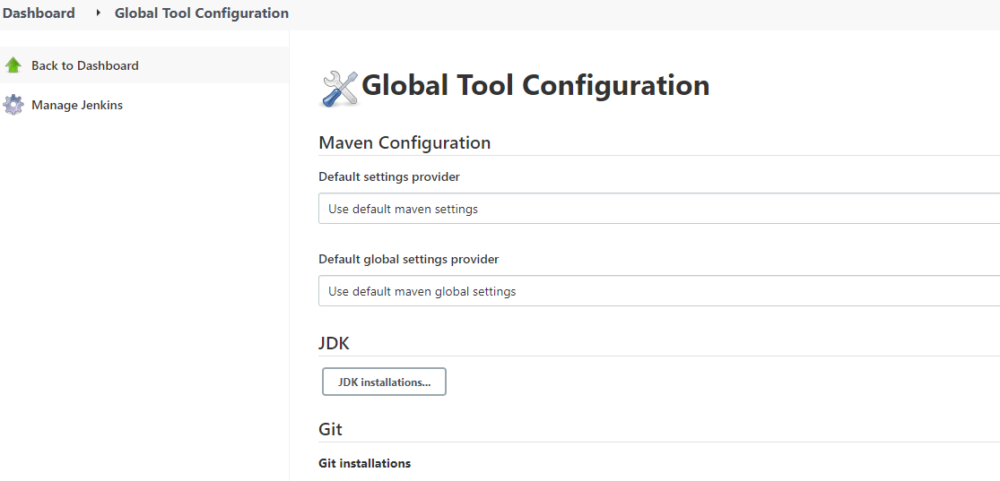 Dashboard Global Tool Configuration
Back to Dashboard
Manage Jenkins
Global Tool Configuration
Maven Configuration
Default settings provider
Use default maven settings
Default global settings provider
Use default maven global settings
JDK
JDK installations...
Git
Git installations